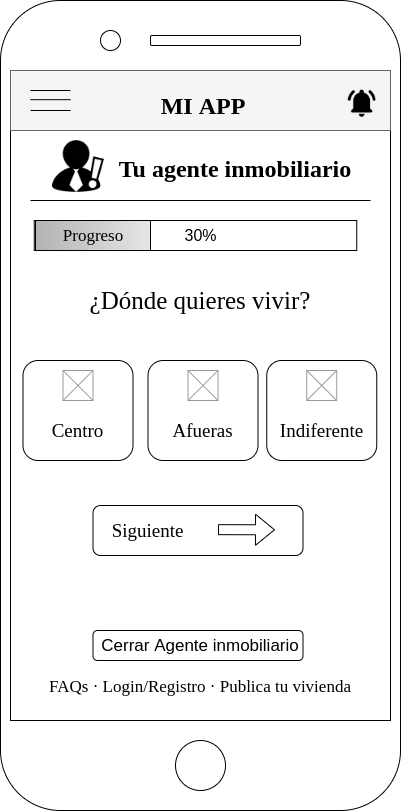 MI APP
Tu agente inmobiliario
Progreso 30%
¿Dónde quieres vivir?
Centro Afueras Indiferente
Siguiente
Cerrar Agente inmobiliario
FAQs · Login/Registro · Publica tu vivienda